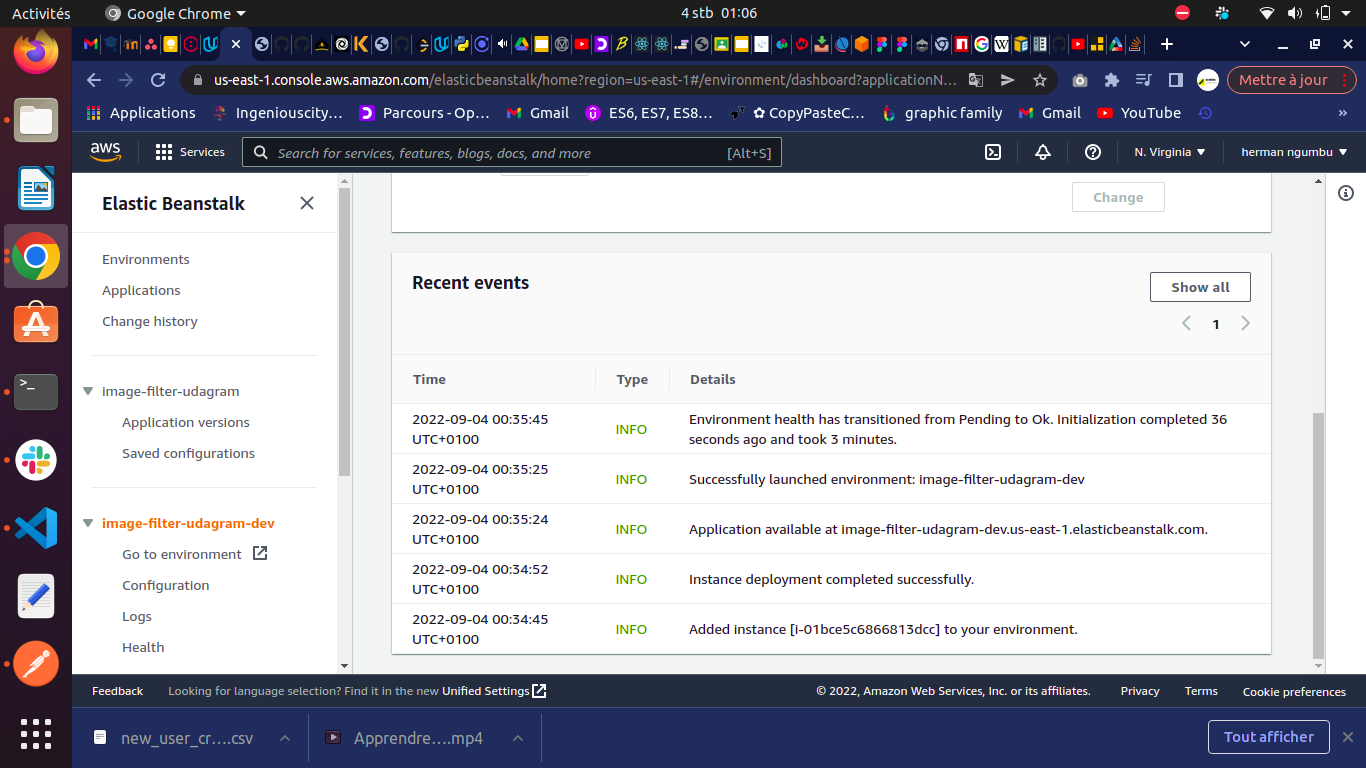 Activités
Google Chrome
4 stb 01:06
us-east-1.console.aws.amazon.com/elasticbeanstalk/home?region=us-east-1#/environment/dashboard?applicationN...
Mettre à jour
Applications
Ingeniouscity...
Parcours - Op...
Gmail
ES6, ES7, ES8...
✿ CopyPasteC...
graphic family
Gmail
YouTube
»
aws
Services
Search for services, features, blogs, docs, and more
[Alt+S]
N. Virginia
herman ngumbu
Elastic Beanstalk
Environments
Applications
Change history
image-filter-udagram
Application versions
Saved configurations
image-filter-udagram-dev
Go to environment
Configuration
Logs
Health
Change
Recent events
Show all
1
Time Type Details
2022-09-04 00:35:45 UTC+0100 INFO Environment health has transitioned from Pending to Ok. Initialization completed 36 seconds ago and took 3 minutes.
2022-09-04 00:35:25 UTC+0100 INFO Successfully launched environment: image-filter-udagram-dev
2022-09-04 00:35:24 UTC+0100 INFO Application available at image-filter-udagram-dev.us-east-1.elasticbeanstalk.com.
2022-09-04 00:34:52 UTC+0100 INFO Instance deployment completed successfully.
2022-09-04 00:34:45 UTC+0100 INFO Added instance [i-01bce5c6866813dcc] to your environment.
Feedback
Looking for language selection? Find it in the new Unified Settings
© 2022, Amazon Web Services, Inc. or its affiliates.
Privacy
Terms
Cookie preferences
new_user_cr....csv
Apprendre....mp4
Tout afficher